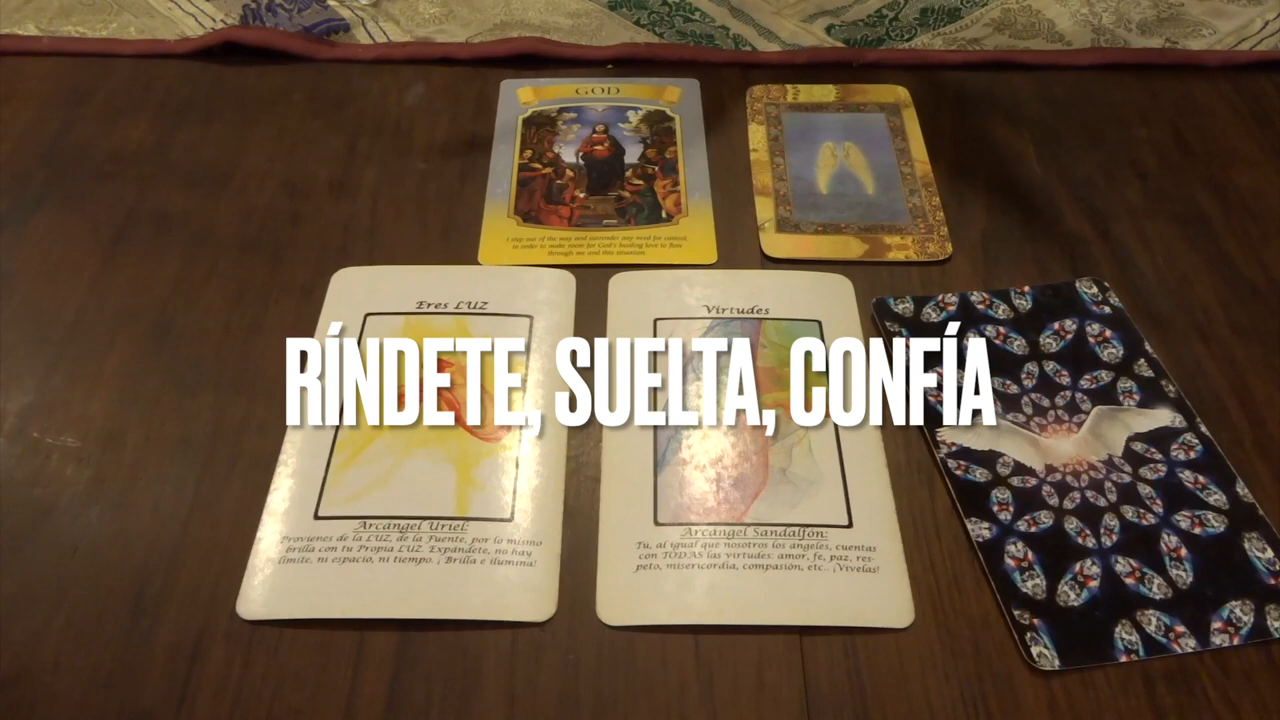 GOD
I step out of the way and surrender any need for control,
in order to make room for God's healing love to flow
through me and this situation.
Eres LUZ
Virtudes
RÍNDETE, SUELTA, CONFÍA
Arcángel Uriel:
Provienes de la LUZ, de la Fuente, por lo mismo
brilla con tu Propia LUZ. Expándete, no hay
límite, ni espacio, ni tiempo. ¡Brilla e ilumina!
Arcángel Sandalfón:
Tú, al igual que nosotros los ángeles, cuentas
con TODAS las virtudes: amor, fe, paz, res-
peto, misericordia, compasión, etc.. ¡Vívelas!